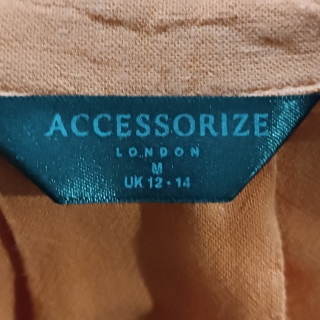 ACCESSORIZE
LONDON
M
UK 12 - 14